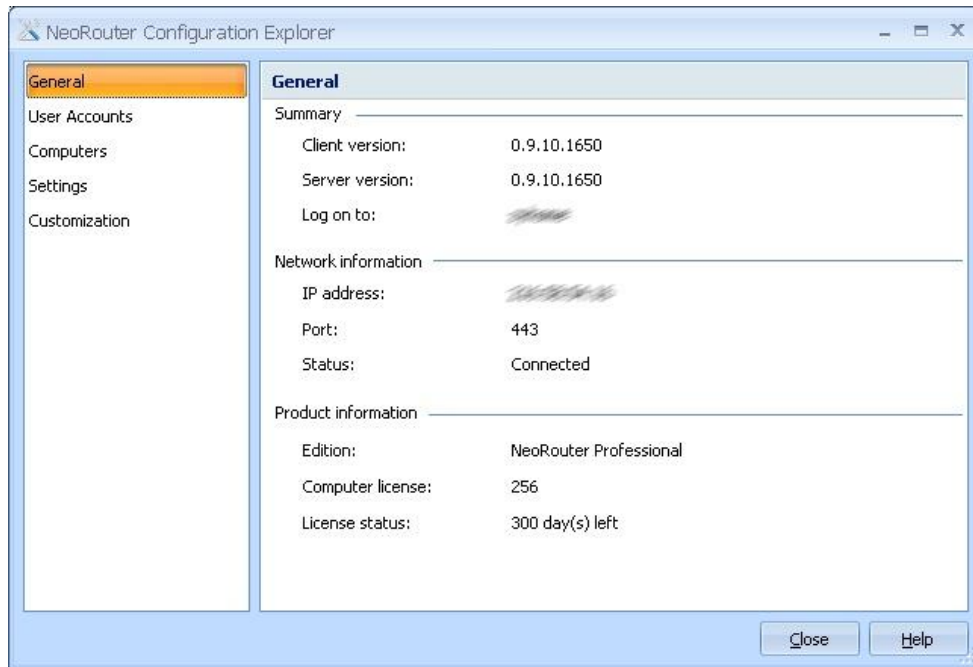 NeoRouter Configuration Explorer
General
User Accounts
Computers
Settings
Customization
General
Summary
Client version: 0.9.10.1650
Server version: 0.9.10.1650
Log on to:
Network information
IP address:
Port: 443
Status: Connected
Product information
Edition: NeoRouter Professional
Computer license: 256
License status: 300 day(s) left
Close Help